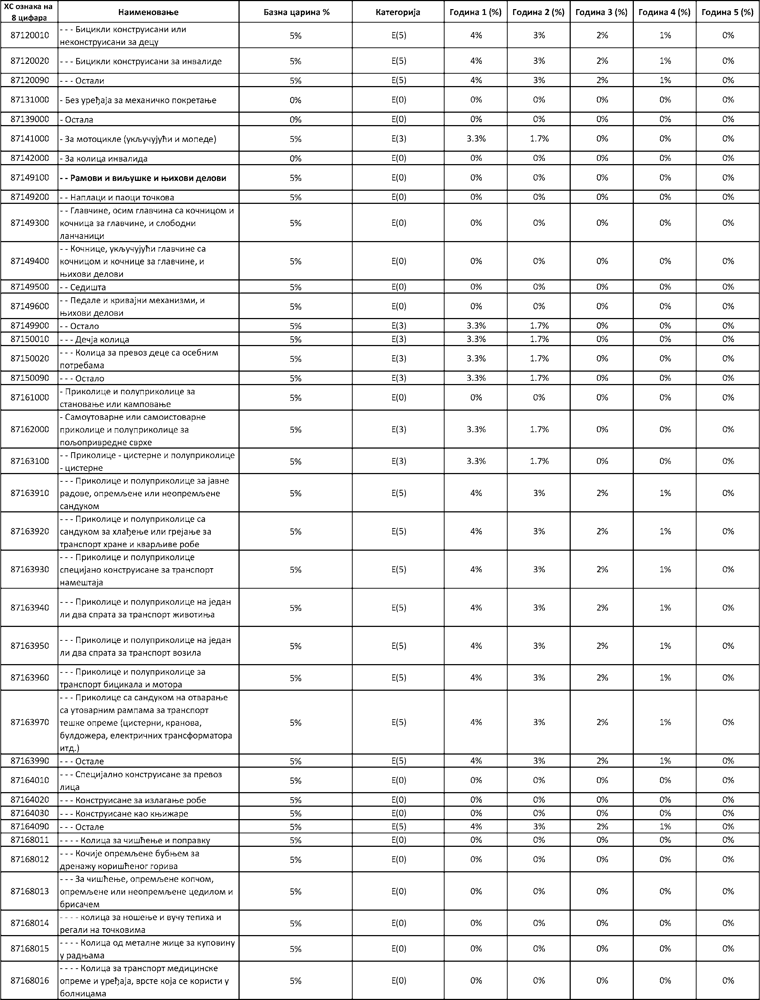 ХС ознака на 8 цифара	Наименовање	Базна царина %	Категорија	Година 1 (%)	Година 2 (%)	Година 3 (%)	Година 4 (%)	Година 5 (%)
87120010	- - - Бицикли конструисани или неконструисани за децу	5%	E(5)	4%	3%	2%	1%	0%
87120020	- - - Бицикли конструисани за инвалиде	5%	E(5)	4%	3%	2%	1%	0%
87120090	- - - Остали	5%	E(5)	4%	3%	2%	1%	0%
87131000	- Без уређаја за механичко покретање	0%	E(0)	0%	0%	0%	0%	0%
87139000	- Остала	0%	E(0)	0%	0%	0%	0%	0%
87141000	- За мотоцикле (укључујући и мопеде)	5%	E(3)	3.3%	1.7%	0%	0%	0%
87142000	- За колица инвалида	0%	E(0)	0%	0%	0%	0%	0%
87149100	- - Рамови и виљушке и њихови делови	5%	E(0)	0%	0%	0%	0%	0%
87149200	- - Наплаци и паоци точкова	5%	E(0)	0%	0%	0%	0%	0%
87149300	- - Главчине, осим главчина са кочницом и кочница за главчине, и слободни ланчаници	5%	E(0)	0%	0%	0%	0%	0%
87149400	- - Кочнице, укључујући главчине са кочницом и кочнице за главчине, и њихови делови	5%	E(0)	0%	0%	0%	0%	0%
87149500	- - Седишта	5%	E(0)	0%	0%	0%	0%	0%
87149600	- - Педале и кривајни механизми, и њихови делови	5%	E(0)	0%	0%	0%	0%	0%
87149900	- - Остало	5%	E(3)	3.3%	1.7%	0%	0%	0%
87150010	- - - Дечја колица	5%	E(3)	3.3%	1.7%	0%	0%	0%
87150020	- - - Колица за превоз деце са осебним потребама	5%	E(3)	3.3%	1.7%	0%	0%	0%
87150090	- - - Остало	5%	E(3)	3.3%	1.7%	0%	0%	0%
87161000	- Приколице и полуприколице за становање или камповање	5%	E(0)	0%	0%	0%	0%	0%
87162000	- Самоутоварне или самоистоварне приколице и полуприколице за пољопривредне сврхе	5%	E(3)	3.3%	1.7%	0%	0%	0%
87163100	- - Приколице - цистерне и полуприколице - цистерне	5%	E(3)	3.3%	1.7%	0%	0%	0%
87163910	- - - Приколице и полуприколице за јавне радове, опремљене или неопремљене сандуком	5%	E(5)	4%	3%	2%	1%	0%
87163920	- - - Приколице и полуприколице са сандуком за хлађење или грејање за транспорт хране и кварљиве робе	5%	E(5)	4%	3%	2%	1%	0%
87163930	- - - Приколице и полуприколице специјано конструисане за транспорт намештаја	5%	E(5)	4%	3%	2%	1%	0%
87163940	- - - Приколице и полуприколице на један ли два спрата за транспорт животиња	5%	E(5)	4%	3%	2%	1%	0%
87163950	- - - Приколице и полуприколице на један ли два спрата за транспорт возила	5%	E(5)	4%	3%	2%	1%	0%
87163960	- - - Приколице и полуприколице за транспорт бицикала и мотора	5%	E(5)	4%	3%	2%	1%	0%
87163970	- - - Приколице са сандуком на отварање са утоварним рампама за транспорт тешке опреме (цистерни, кранова, булдожера, електричних трансформатора итд.)	5%	E(5)	4%	3%	2%	1%	0%
87163990	- - - Остале	5%	E(5)	4%	3%	2%	1%	0%
87164010	- - - Специјално конструисане за превоз лица	5%	E(0)	0%	0%	0%	0%	0%
87164020	- - - Конструисане за излагање робе	5%	E(0)	0%	0%	0%	0%	0%
87164030	- - - Конструисане као књижаре	5%	E(0)	0%	0%	0%	0%	0%
87164090	- - - Остале	5%	E(5)	4%	3%	2%	1%	0%
87168011	- - - - Колица за чишћење и поправку	5%	E(0)	0%	0%	0%	0%	0%
87168012	- - - Кочије опремљене бубњем за дренажу коришћеног горива	5%	E(0)	0%	0%	0%	0%	0%
87168013	- - - За чишћење, опремљене копчом, опремљене или неопремљене цедилом и брисачем	5%	E(0)	0%	0%	0%	0%	0%
87168014	- - - - колица за ношење и вучу тепиха и регали на точковима	5%	E(0)	0%	0%	0%	0%	0%
87168015	- - - - Колица од металне жице за куповину у радњама	5%	E(0)	0%	0%	0%	0%	0%
87168016	- - - - Колица за транспорт медицинске опреме и уређаја, врсте која се користи у болницама	5%	E(0)	0%	0%	0%	0%	0%